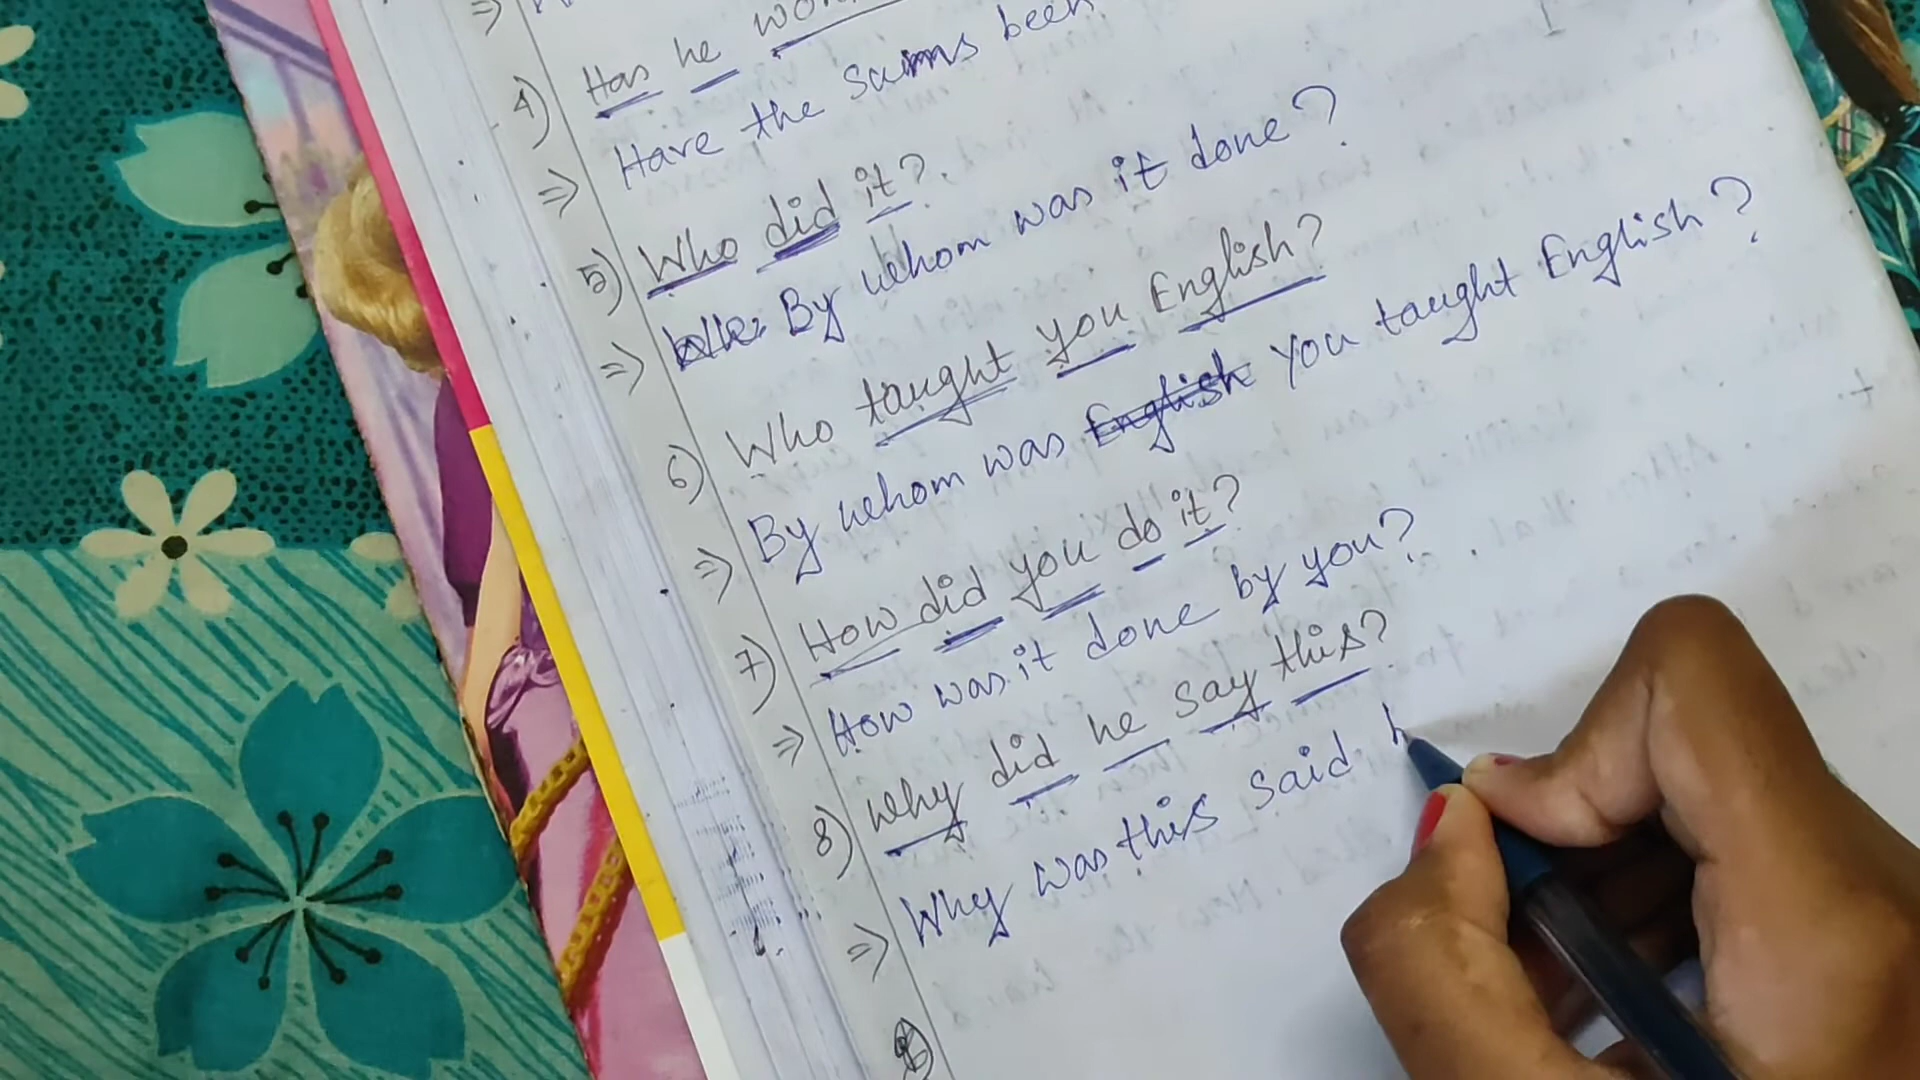 4) Has he
=> Have the sums been
5) Who did it?
=> By whom was it done?
6) Who taught you English?
=> By whom was English you taught English?
7) How did you do it?
=> How was it done by you?
8) Why did he say this?
=> Why was this said b